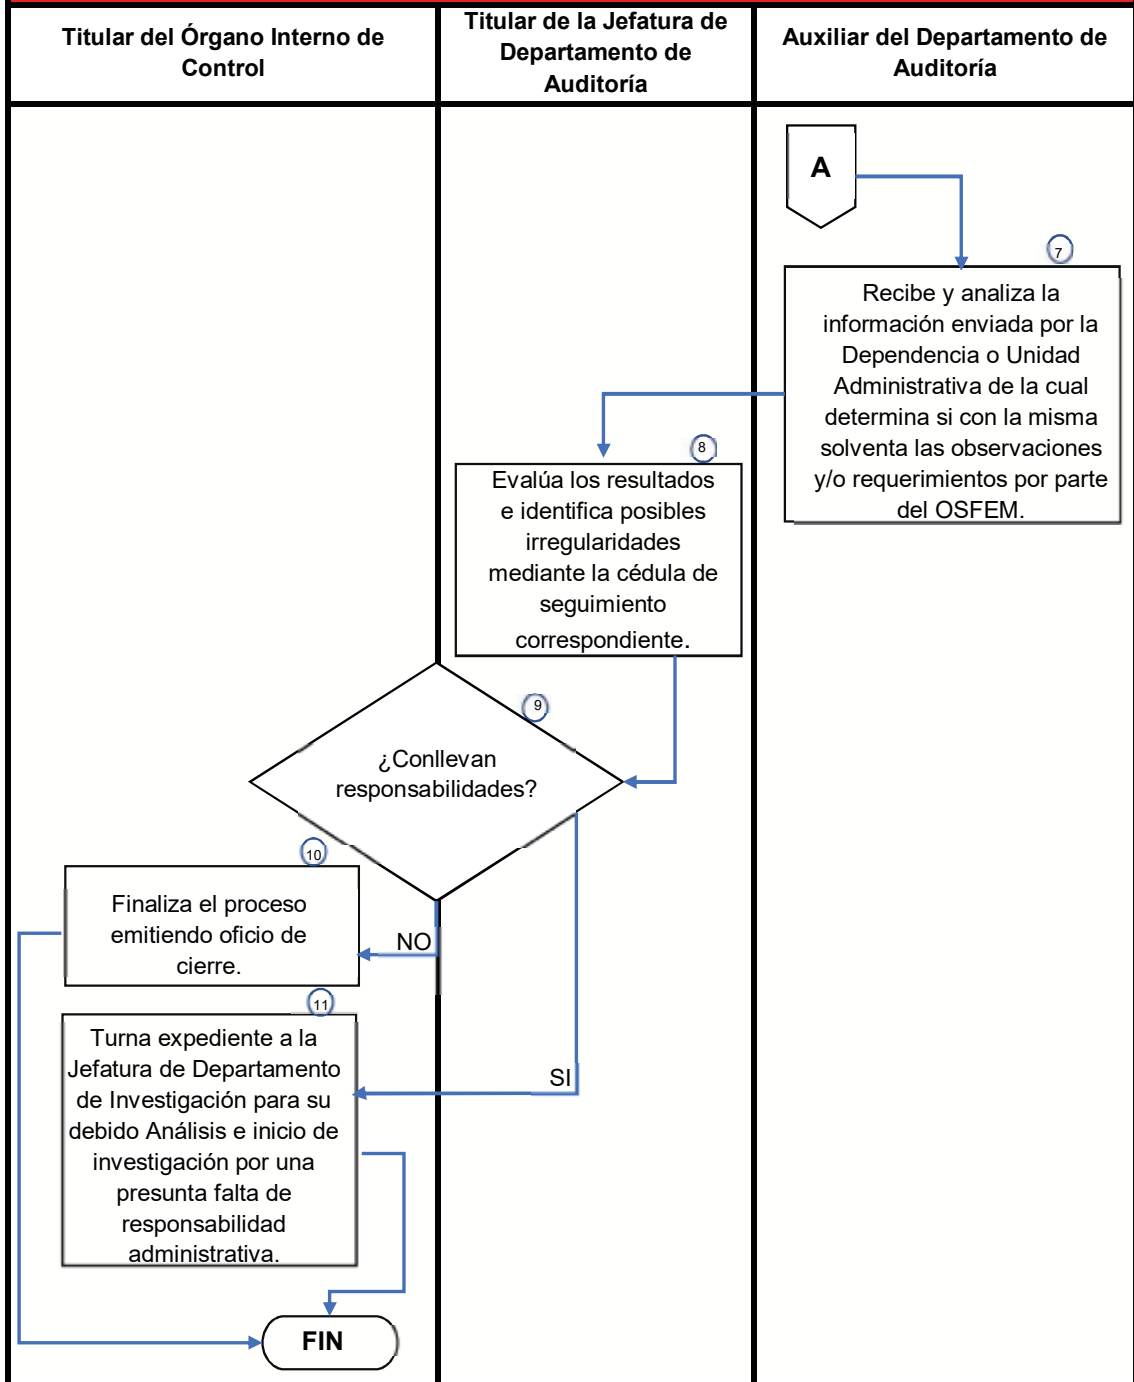 Titular del Órgano Interno de
Control
Titular de la Jefatura de
Departamento de
Auditoría
Auxiliar del Departamento de
Auditoría
A
7
Recibe y analiza la
información enviada por la
Dependencia o Unidad
Administrativa de la cual
determina si con la misma
solventa las observaciones
y/o requerimientos por parte
del OSFEM.
8
Evalúa los resultados
e identifica posibles
irregularidades
mediante la cédula de
seguimiento
correspondiente.
9
¿Conllevan
responsabilidades?
10
Finaliza el proceso
emitiendo oficio de
cierre.
NO
11
Turna expediente a la
Jefatura de Departamento
de Investigación para su
debido Análisis e inicio de
investigación por una
presunta falta de
responsabilidad
administrativa.
SI
FIN